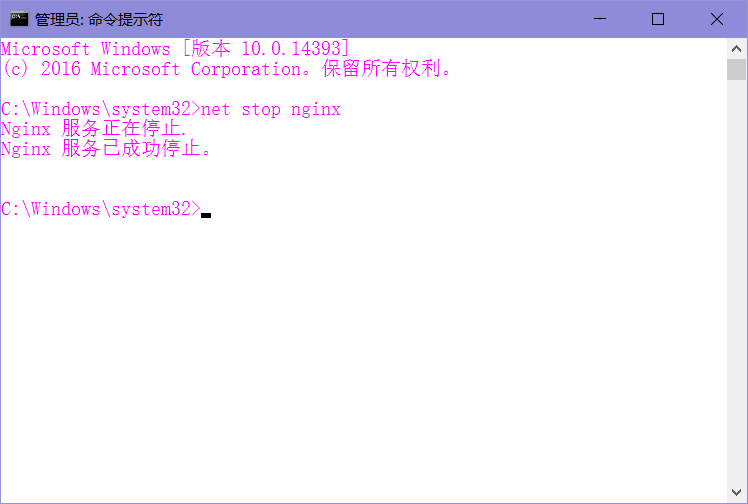 管理员: 命令提示符
Microsoft Windows [版本 10.0.14393]
(c) 2016 Microsoft Corporation。保留所有权利。
C:\Windows\system32>net stop nginx
Nginx 服务正在停止.
Nginx 服务已成功停止。
C:\Windows\system32>